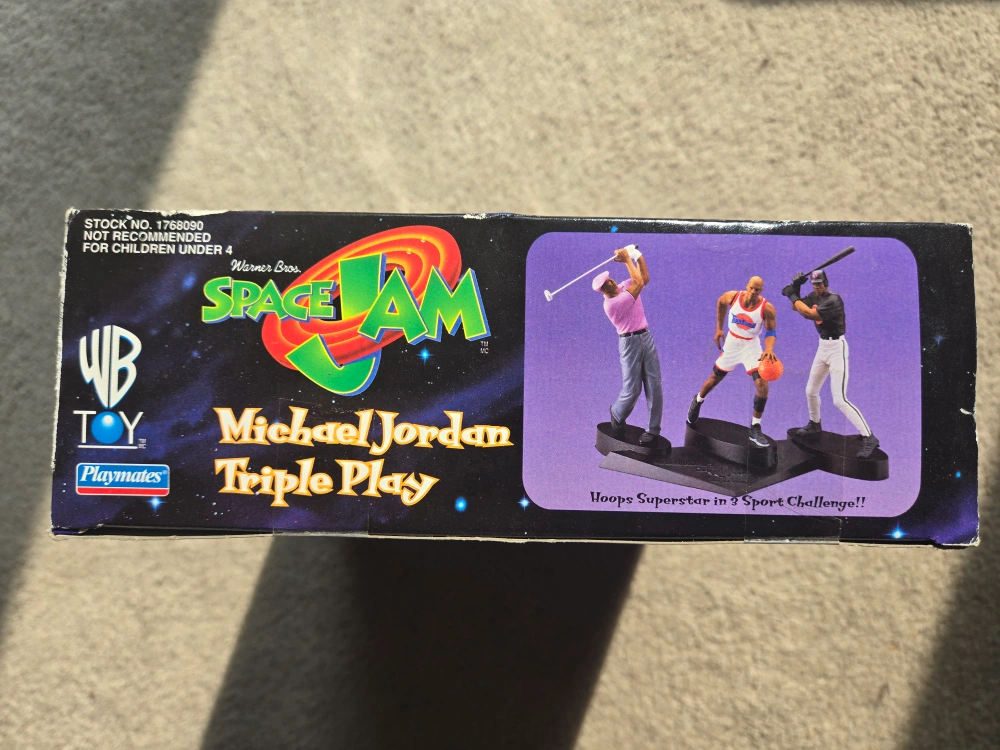 STOCK NO. 1768090
NOT RECOMMENDED
FOR CHILDREN UNDER 4
Warner Bros.
SPACE JAM
TM
MC
WB
TOY
Playmates®
Michael Jordan
Triple Play
Hoops Superstar in 3 Sport Challenge!!